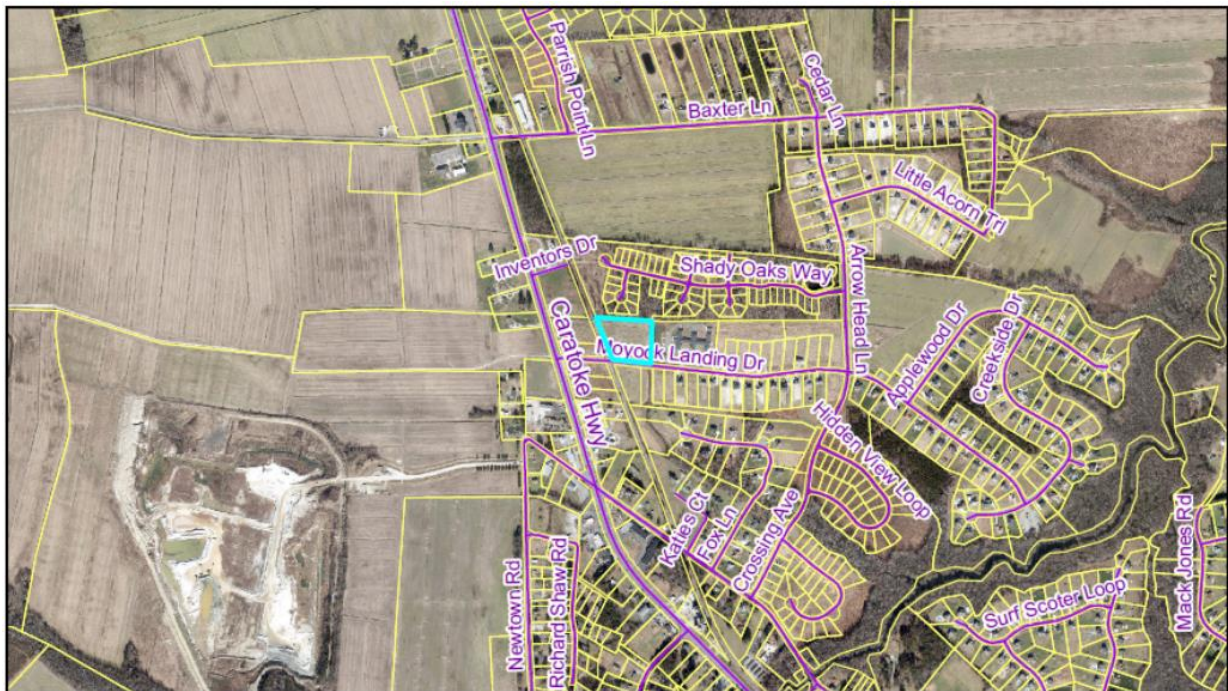 Parrish Point Ln
Cedar Ln
Baxter Ln
Little Acorn Trl
Inventors Dr
Shady Oaks Way
Caratoke Hwy
Arrow Head Ln
Moyock Landing Dr
Applewood Dr
Creekside Dr
Hidden View Loop
Katies Ct
Fox Ln
Crossing Ave
Newtown Rd
Richard Shaw Rd
Surf Scoter Loop
Mack Jones Rd